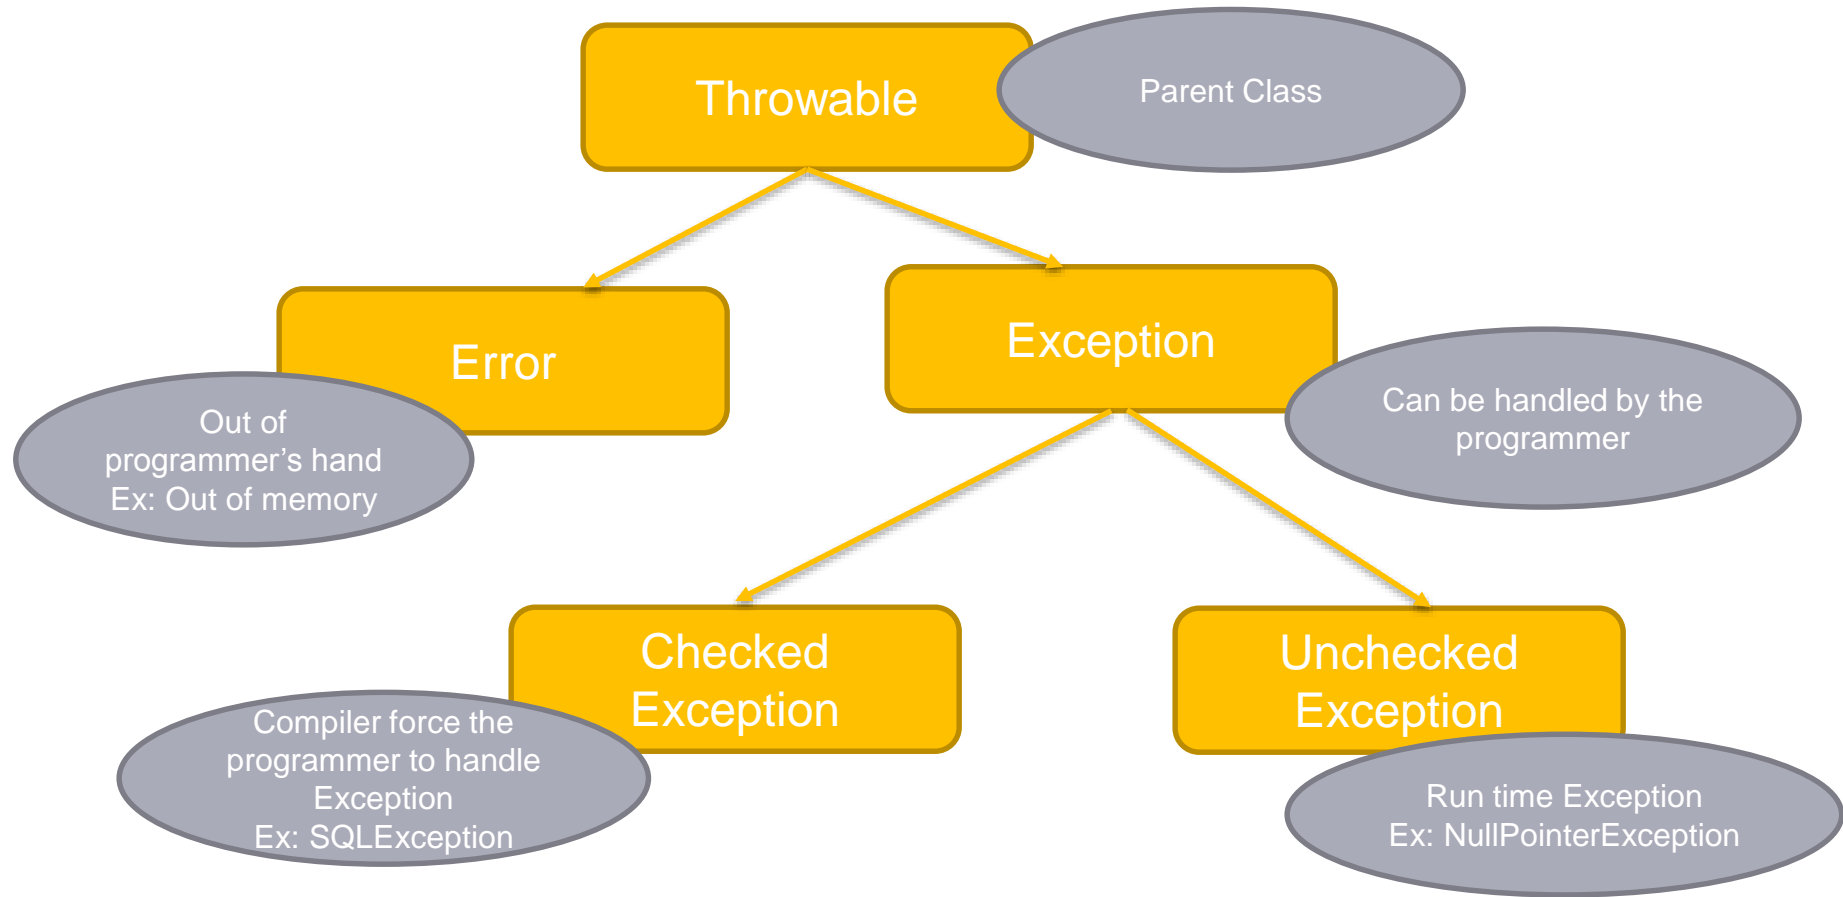 Throwable
Parent Class
Error
Out of
programmer’s hand
Ex: Out of memory
Exception
Can be handled by the
programmer
Checked
Exception
Compiler force the
programmer to handle
Exception
Ex: SQLException
Unchecked
Exception
Run time Exception
Ex: NullPointerException